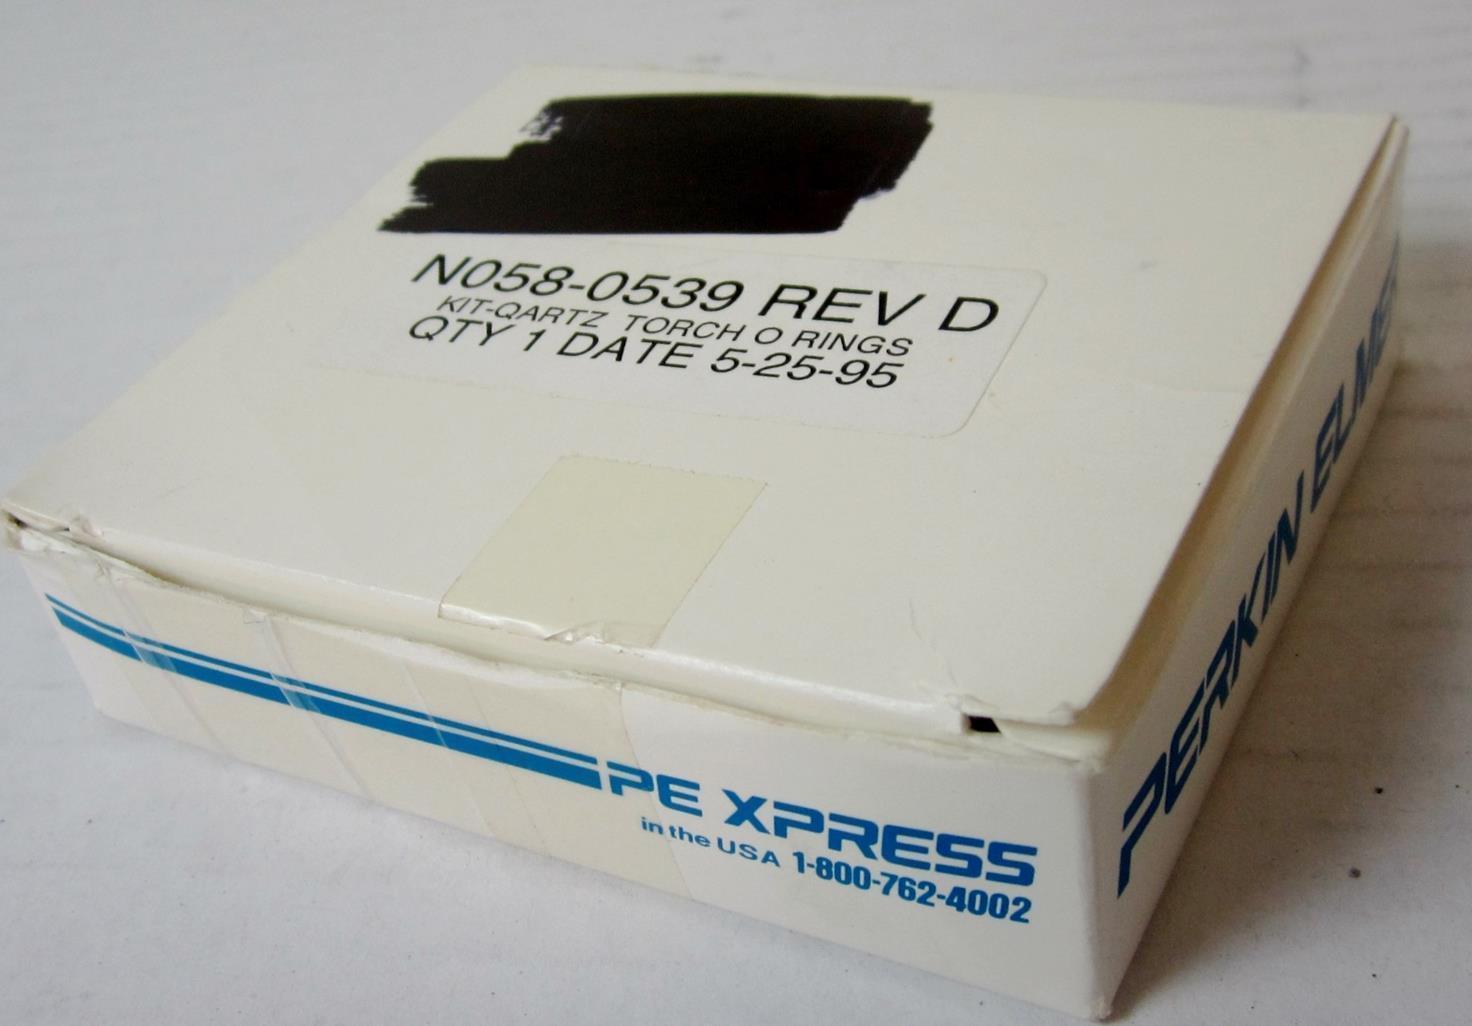 N058-0539 REV D
KIT-QARTZ TORCH O RINGS
QTY 1 DATE 5-25-95
PE XPRESS
in the USA 1-800-762-4002
PERKIN ELMER